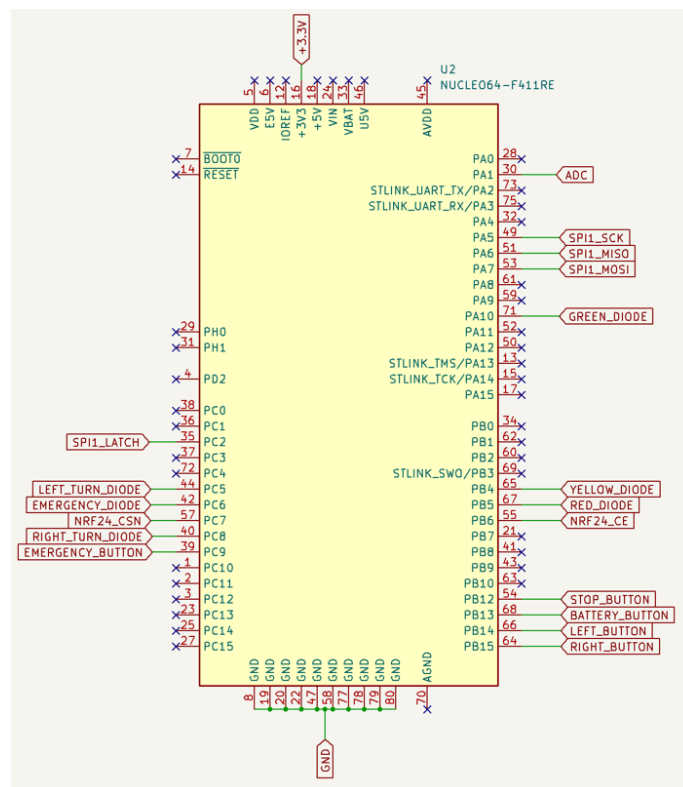 +3.3V
U2
NUCLEO64-F411RE
5 6 12 16 18 24 33 46 45
VDD E5V IOREF +3V3 +5V VIN VBAT U5V AVDD
7 BOOT0
14 RESET
29 PH0
31 PH1
4 PD2
38 PC0
36 PC1
SPI1_LATCH 35 PC2
37 PC3
72 PC4
LEFT_TURN_DIODE 44 PC5
EMERGENCY_DIODE 42 PC6
NRF24_CSN 57 PC7
RIGHT_TURN_DIODE 40 PC8
EMERGENCY_BUTTON 39 PC9
1 PC10
2 PC11
3 PC12
23 PC13
25 PC14
27 PC15
PA0 28
PA1 30 ADC
STLINK_UART_TX/PA2 73
STLINK_UART_RX/PA3 75
PA4 32
PA5 49 SPI1_SCK
PA6 51 SPI1_MISO
PA7 53 SPI1_MOSI
PA8 61
PA9 59
PA10 71 GREEN_DIODE
PA11 52
PA12 50
STLINK_TMS/PA13 13
STLINK_TCK/PA14 15
PA15 17
PB0 34
PB1 62
PB2 60
STLINK_SWO/PB3 69
PB4 65 YELLOW_DIODE
PB5 67 RED_DIODE
PB6 55 NRF24_CE
PB7 21
PB8 41
PB9 43
PB10 63
PB12 54 STOP_BUTTON
PB13 68 BATTERY_BUTTON
PB14 66 LEFT_BUTTON
PB15 64 RIGHT_BUTTON
GND GND GND GND GND GND GND GND GND GND AGND
8 19 20 22 47 58 77 78 79 80 70
GND